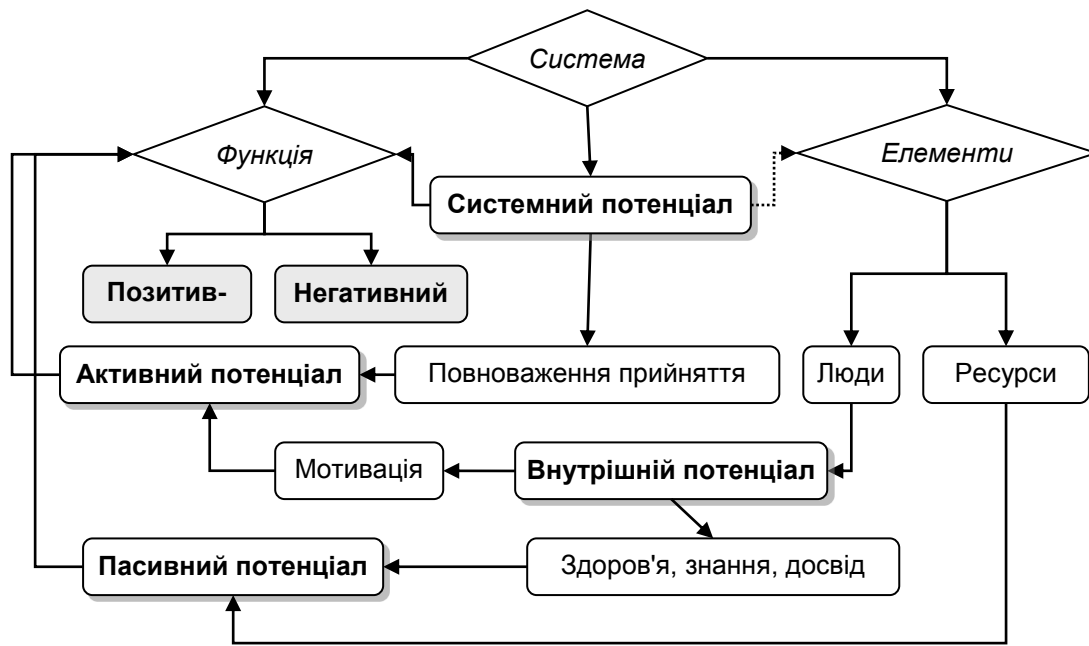 Система
Функція
Елементи
Системний потенціал
Позитив-
Негативний
Активний потенціал
Повноваження прийняття
Люди
Ресурси
Мотивація
Внутрішній потенціал
Пасивний потенціал
Здоров'я, знання, досвід